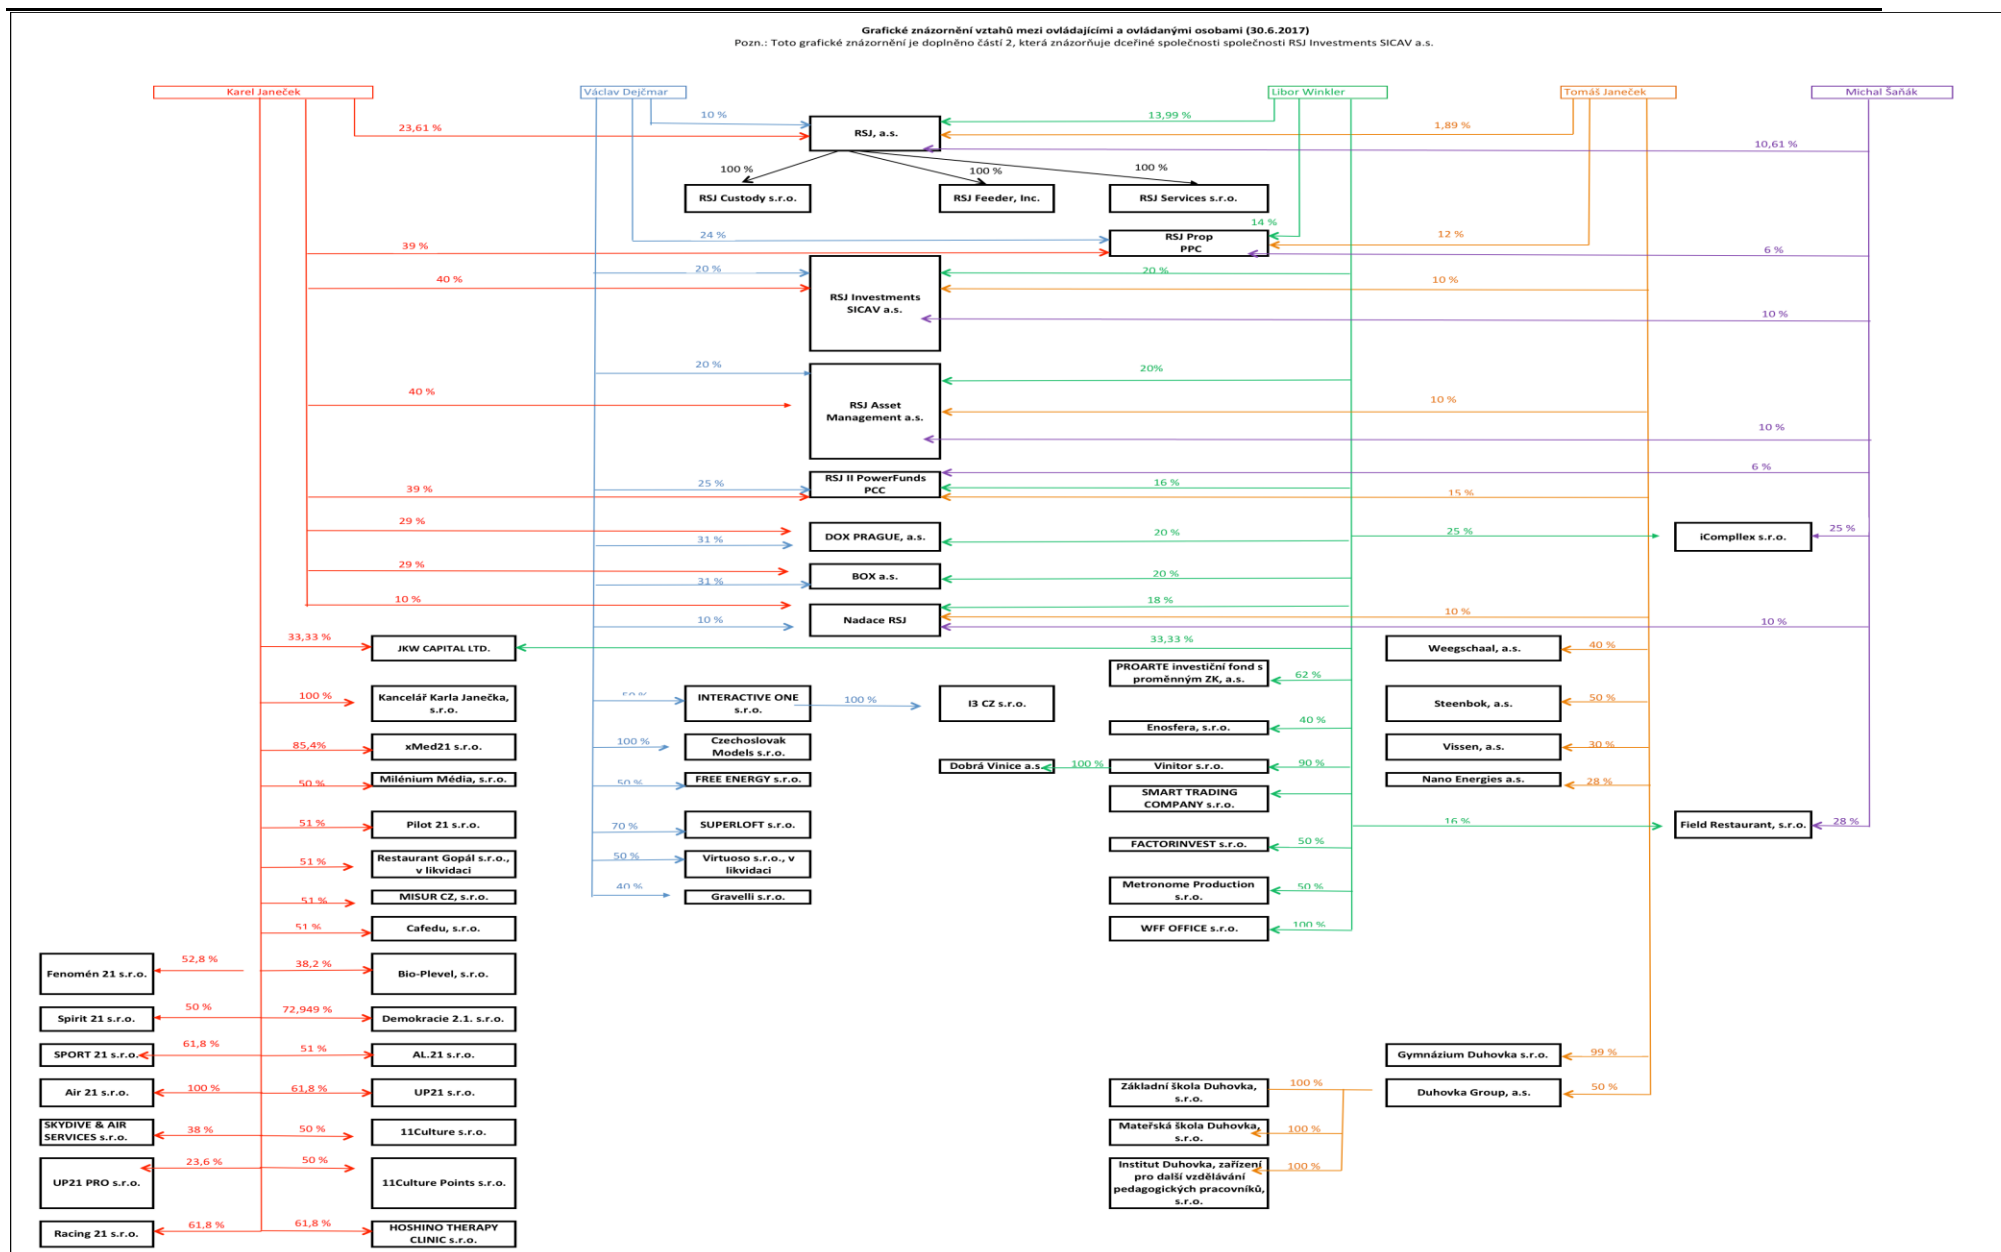 Grafické znázornění vztahů mezi ovládajícími a ovládanými osobami (30.6.2017)
Pozn.: Toto grafické znázornění je doplněno částí 2, která znázorňuje dceřiné společnosti společnosti RSJ Investments SICAV a.s.
Karel Janeček
Václav Dejčmar
Libor Winkler
Tomáš Janeček
Michal Šaňák
10 %
13,99 %
23,61 %
RSJ, a.s.
1,89 %
10,61 %
100 %
100 %
100 %
RSJ Custody s.r.o.
RSJ Feeder, Inc.
RSJ Services s.r.o.
14 %
24 %
RSJ Prop
PPC
12 %
39 %
6 %
20 %
20 %
40 %
10 %
RSJ Investments
SICAV a.s.
10 %
20 %
20%
40 %
10 %
RSJ Asset
Management a.s.
10 %
6 %
RSJ II PowerFunds
PCC
25 %
16 %
39 %
15 %
29 %
31 %
DOX PRAGUE, a.s.
20 %
25 %
iCompllex s.r.o.
25 %
29 %
31 %
BOX a.s.
20 %
10 %
18 %
10 %
Nadace RSJ
10 %
10 %
33,33 %
JKW CAPITAL LTD.
33,33 %
Weegschaal, a.s.
40 %
PROARTE investiční fond s
proměnným ZK, a.s.
62 %
100 %
Kancelář Karla Janečka,
s.r.o.
50 %
INTERACTIVE ONE
s.r.o.
100 %
I3 CZ s.r.o.
Steenbok, a.s.
50 %
Enosfera, s.r.o.
40 %
85,4%
xMed21 s.r.o.
100 %
Czechoslovak
Models s.r.o.
Vissen, a.s.
30 %
Dobrá Vinice a.s.
100 %
Vinitor s.r.o.
90 %
50 %
Milénium Média, s.r.o.
50 %
FREE ENERGY s.r.o.
Nano Energies a.s.
28 %
SMART TRADING
COMPANY s.r.o.
51 %
Pilot 21 s.r.o.
70 %
SUPERLOFT s.r.o.
16 %
Field Restaurant, s.r.o.
28 %
FACTORINVEST s.r.o.
50 %
51 %
Restaurant Gopál s.r.o.,
v likvidaci
50 %
Virtuoso s.r.o., v
likvidaci
51 %
MISUR CZ, s.r.o.
40 %
Gravelli s.r.o.
Metronome Production
s.r.o.
50 %
51 %
Cafedu, s.r.o.
WFF OFFICE s.r.o.
100 %
Fenomén 21 s.r.o.
52,8 %
38,2 %
Bio-Plevel, s.r.o.
Spirit 21 s.r.o.
50 %
72,949 %
Demokracie 2.1. s.r.o.
SPORT 21 s.r.o.
61,8 %
51 %
AL.21 s.r.o.
Gymnázium Duhovka s.r.o.
99 %
Air 21 s.r.o.
100 %
61,8 %
UP21 s.r.o.
Základní škola Duhovka,
s.r.o.
100 %
Duhovka Group, a.s.
50 %
SKYDIVE & AIR
SERVICES s.r.o.
38 %
50 %
11Culture s.r.o.
Mateřská škola Duhovka,
s.r.o.
100 %
UP21 PRO s.r.o.
23,6 %
50 %
11Culture Points s.r.o.
Institut Duhovka, zařízení
pro další vzdělávání
pedagogických pracovníků,
s.r.o.
100 %
Racing 21 s.r.o.
61,8 %
61,8 %
HOSHINO THERAPY
CLINIC s.r.o.